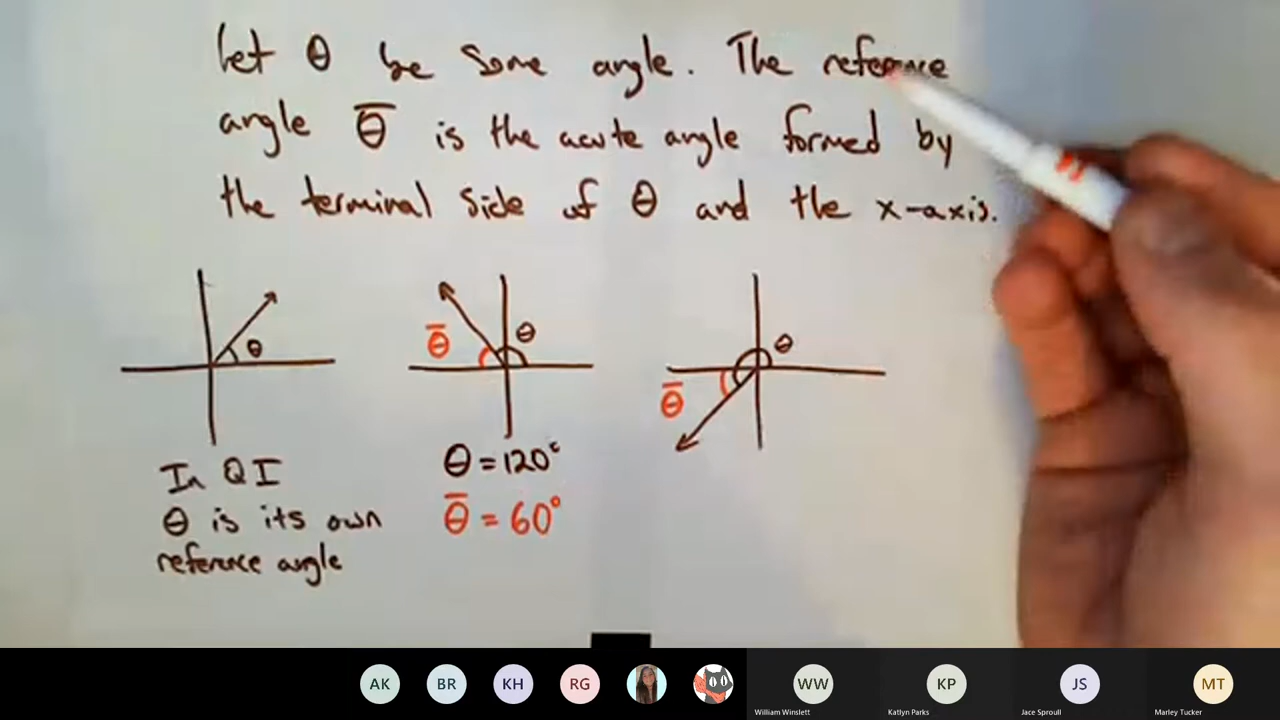 Let θ be some angle. The reference
angle θ̅ is the acute angle formed by
the terminal side of θ and the x-axis.
θ
θ̅ θ
θ
θ̅
In QI
θ is its own
reference angle
θ = 120°
θ̅ = 60°
AK BR KH RG WW KP JS MT
William Winslett Katlyn Parks Jace Sproull Marley Tucker